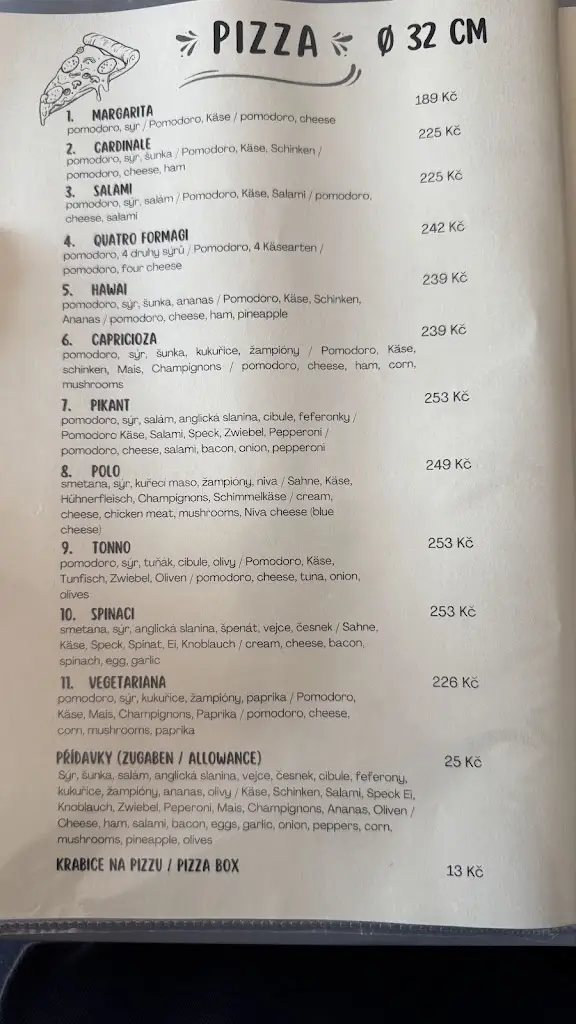 PIZZA Ø 32 CM
1. MARGARITA 189 Kč
pomodoro, sýr / Pomodoro, Käse / pomodoro, cheese
2. CARDINALE 225 Kč
pomodoro, sýr, šunka / Pomodoro, Käse, Schinken /
pomodoro, cheese, ham
3. SALAMI 225 Kč
pomodoro, sýr, salám / Pomodoro, Käse, Salami / pomodoro,
cheese, salami
4. QUATRO FORMAGI 242 Kč
pomodoro, 4 druhy sýrů / Pomodoro, 4 Käsearten /
pomodoro, four cheese
5. HAWAI 239 Kč
pomodoro, sýr, šunka, ananas / Pomodoro, Käse, Schinken,
Ananas / pomodoro, cheese, ham, pineapple
6. CAPRICIOZA 239 Kč
pomodoro, sýr, šunka, kukuřice, žampióny / Pomodoro, Käse,
schinken, Mais, Champignons / pomodoro, cheese, ham, corn,
mushrooms
7. PIKANT 253 Kč
pomodoro, sýr, salám, anglická slanina, cibule, feferonky /
Pomodoro Käse, Salami, Speck, Zwiebel, Pepperoni /
pomodoro, cheese, salami, bacon, onion, pepperoni
8. POLO 249 Kč
smetana, sýr, kuřecí maso, žampióny, niva / Sahne, Käse,
Hühnerfleisch, Champignons, Schimmelkäse / cream,
cheese, chicken meat, mushrooms, Niva cheese (blue
cheese)
9. TONNO 253 Kč
pomodoro, sýr, tuňák, cibule, olivy / Pomodoro, Käse,
Tunfisch, Zwiebel, Oliven / pomodoro, cheese, tuna, onion,
olives
10. SPINACI 253 Kč
smetana, sýr, anglická slanina, špenát, vejce, česnek / Sahne,
Käse, Speck, Spinat, Ei, Knoblauch / cream, cheese, bacon,
spinach, egg, garlic
11. VEGETARIANA 226 Kč
pomodoro, sýr, kukuřice, žampióny, paprika / Pomodoro,
Käse, Mais, Champignons, Paprika / pomodoro, cheese,
corn, mushrooms, paprika
PŘÍDAVKY (ZUGABEN / ALLOWANCE) 25 Kč
Sýr, šunka, salám, anglická slanina, vejce, česnek, cibule, feferony,
kukuřice, žampióny, ananas, olivy / Käse, Schinken, Salami, Speck Ei,
Knoblauch, Zwiebel, Peperoni, Mais, Champignons, Ananas, Oliven /
Cheese, ham, salami, bacon, eggs, garlic, onion, peppers, corn,
mushrooms, pineapple, olives
KRABICE NA PIZZU / PIZZA BOX 13 Kč